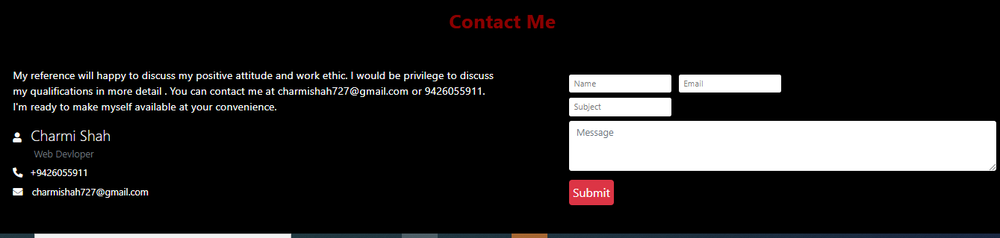 Contact Me
My reference will happy to discuss my positive attitude and work ethic. I would be privilege to discuss
my qualifications in more detail . You can contact me at charmishah727@gmail.com or 9426055911.
I'm ready to make myself available at your convenience.
Charmi Shah
Web Devloper
+9426055911
charmishah727@gmail.com
Name
Email
Subject
Message
Submit